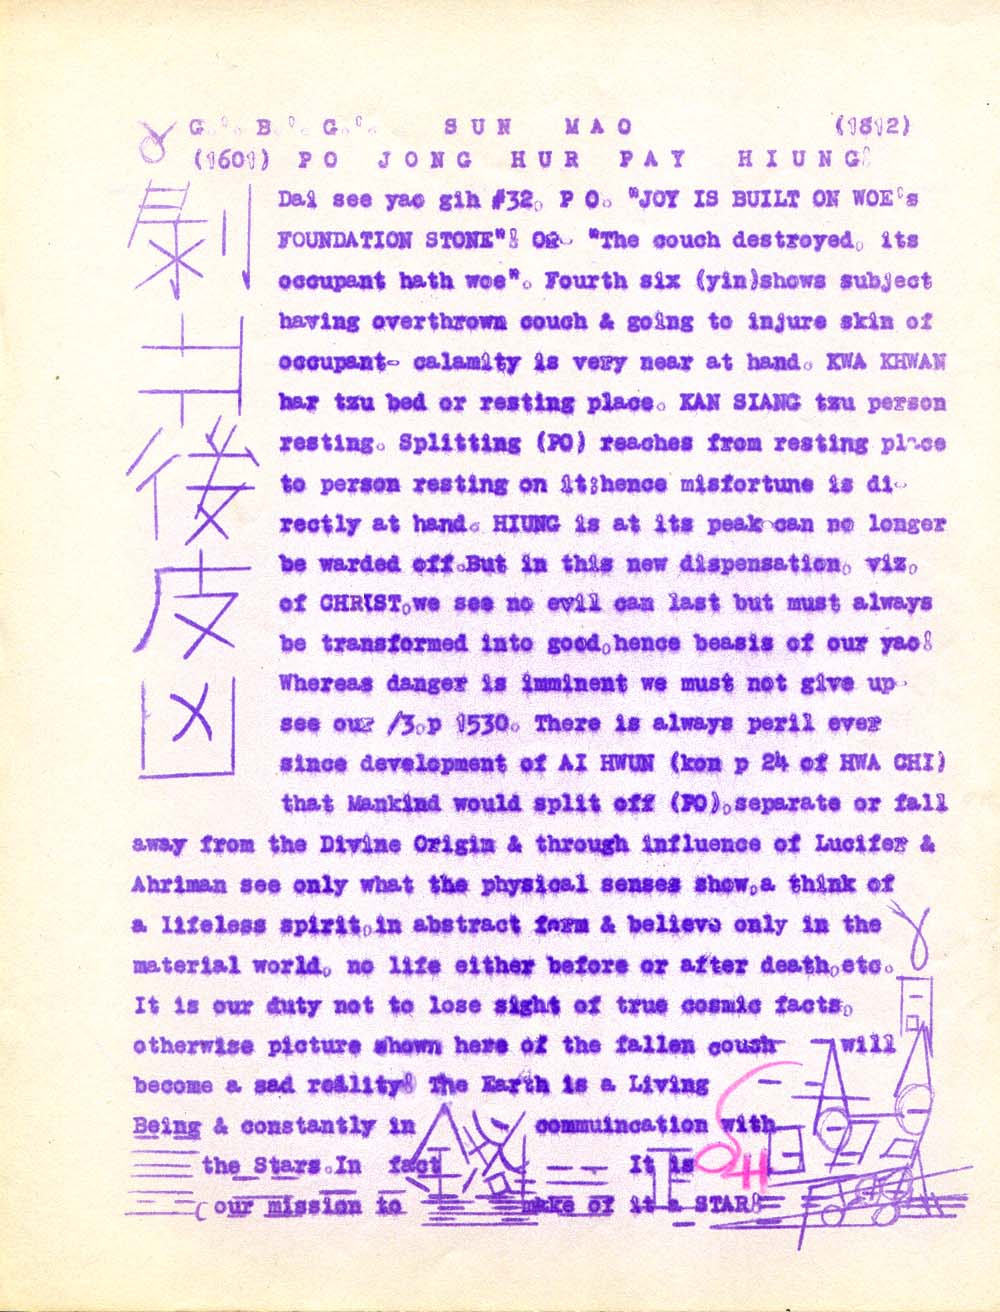 G.'. B.'. G.'. SUN MAO (1812)
(1601) PO JONG HUR PAY HIUNG!
剝
牀
皮
凶
Dai see yao gih #32. P O. "JOY IS BUILT ON WOE's
FOUNDATION STONE"! OR- "The couch destroyed, its
occupant hath woe". Fourth six (yin)shows subject
having overthrown couch & going to injure skin of
occupant- calamity is very near at hand. KWA KHWAN
har tzu bed or resting place. KAN SIANG tzu person
resting. Splitting (PO) reaches from resting place
to person resting on it;hence misfortune is di-
rectly at hand. HIUNG is at its peak-can no longer
be warded off.But in this new dispensation, viz.
of CHRIST,we see no evil can last but must always
be transformed into good,hence beasis of our yao!
Whereas danger is imminent we must not give up-
see our /3.p 1530. There is always peril ever
since development of AI HWUN (kon p 24 of HWA CHI)
that Mankind would split off (PO),separate or fall
away from the Divine Origin & through influence of Lucifer &
Ahriman see only what the physical senses show,a think of
a lifeless spirit,in abstract form & believe only in the
material world, no life either before or after death,etc.
It is our duty not to lose sight of true cosmic facts,
otherwise picture shown here of the fallen couch will
become a sad reality! The Earth is a Living
Being & constantly in commuincation with
the Stars.In fact It is
our mission to make of it a STAR!